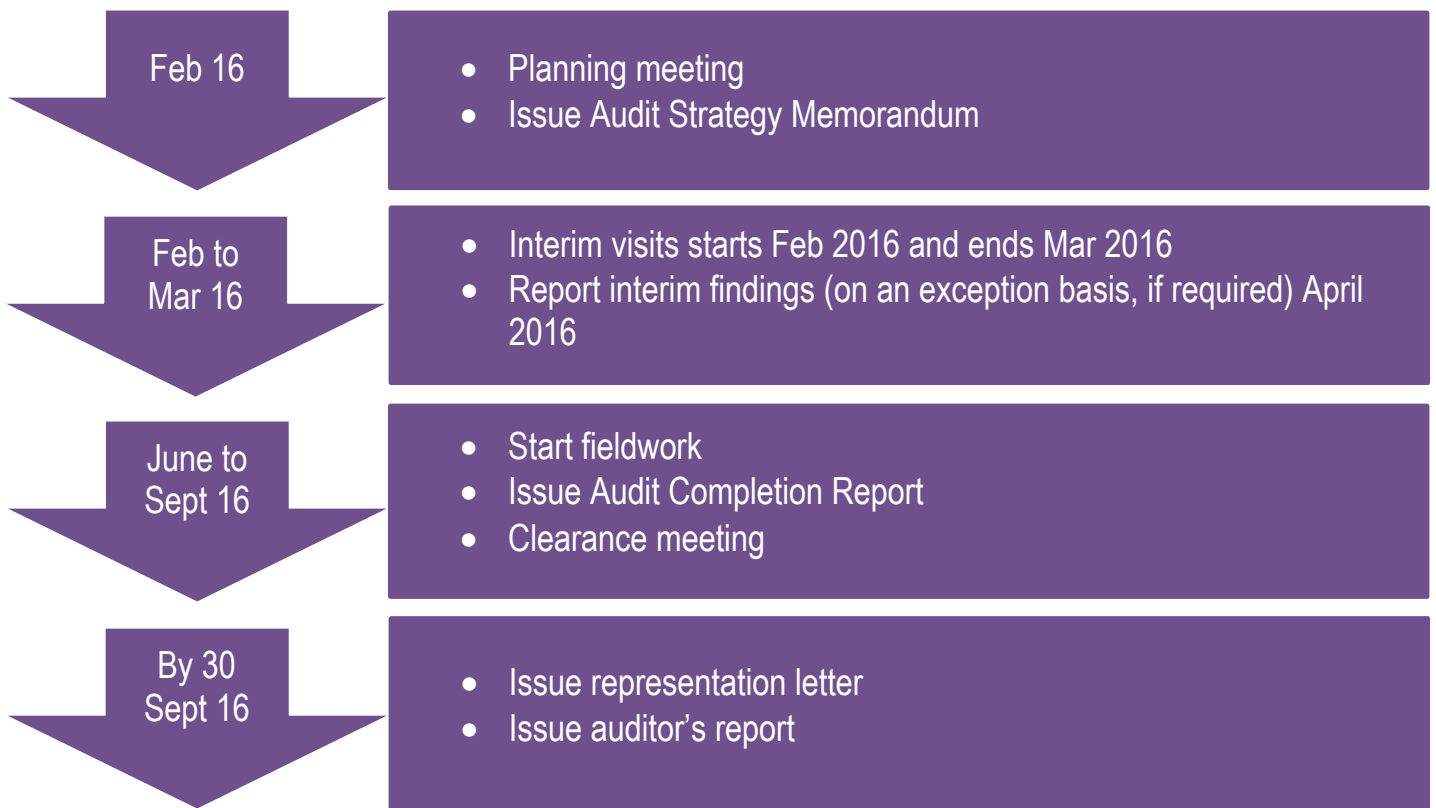 Feb 16
• Planning meeting
• Issue Audit Strategy Memorandum
Feb to
Mar 16
• Interim visits starts Feb 2016 and ends Mar 2016
• Report interim findings (on an exception basis, if required) April
2016
June to
Sept 16
• Start fieldwork
• Issue Audit Completion Report
• Clearance meeting
By 30
Sept 16
• Issue representation letter
• Issue auditor’s report